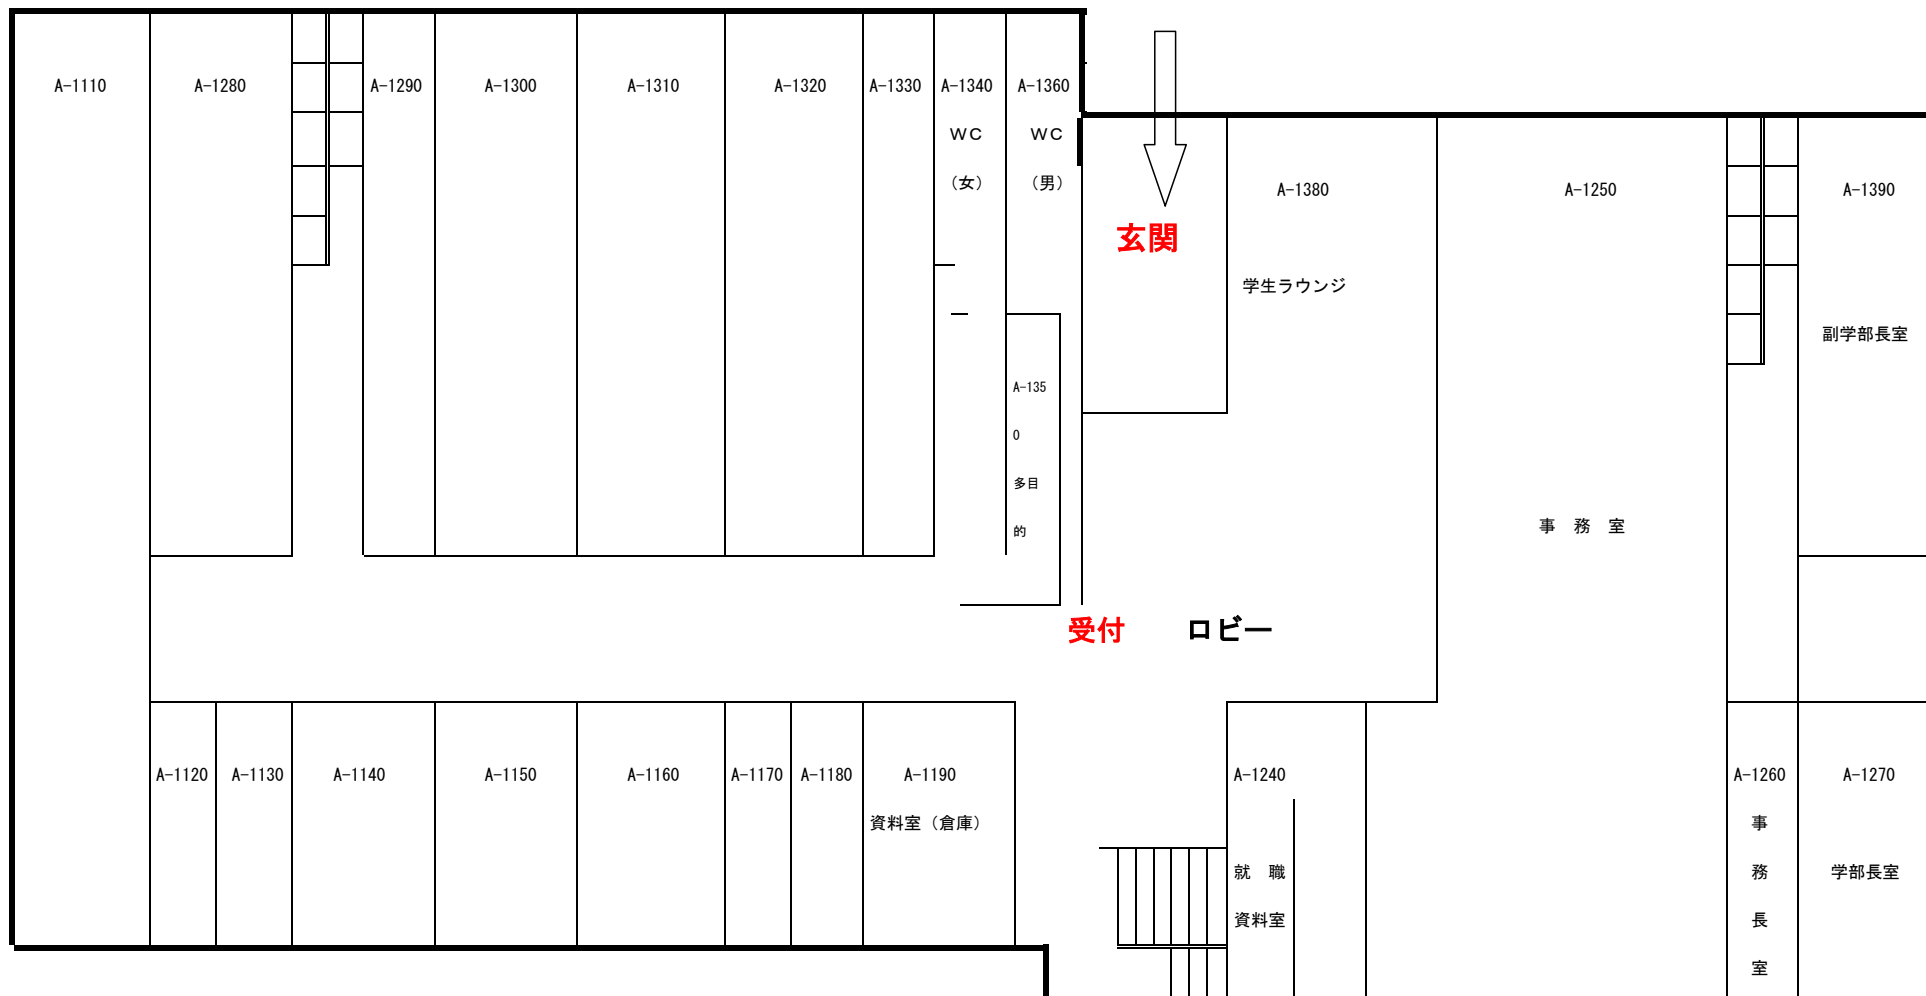 A-1110
A-1280
A-1290
A-1300
A-1310
A-1320
A-1330
A-1340
WC
（女）
A-1360
WC
（男）
A-135
0
多目
的
玄関
A-1380
学生ラウンジ
A-1250
事　務　室
A-1390
副学部長室
受付
ロビー
A-1120
A-1130
A-1140
A-1150
A-1160
A-1170
A-1180
A-1190
資料室（倉庫）
A-1240
就　職
資料室
A-1260
事
務
長
室
A-1270
学部長室